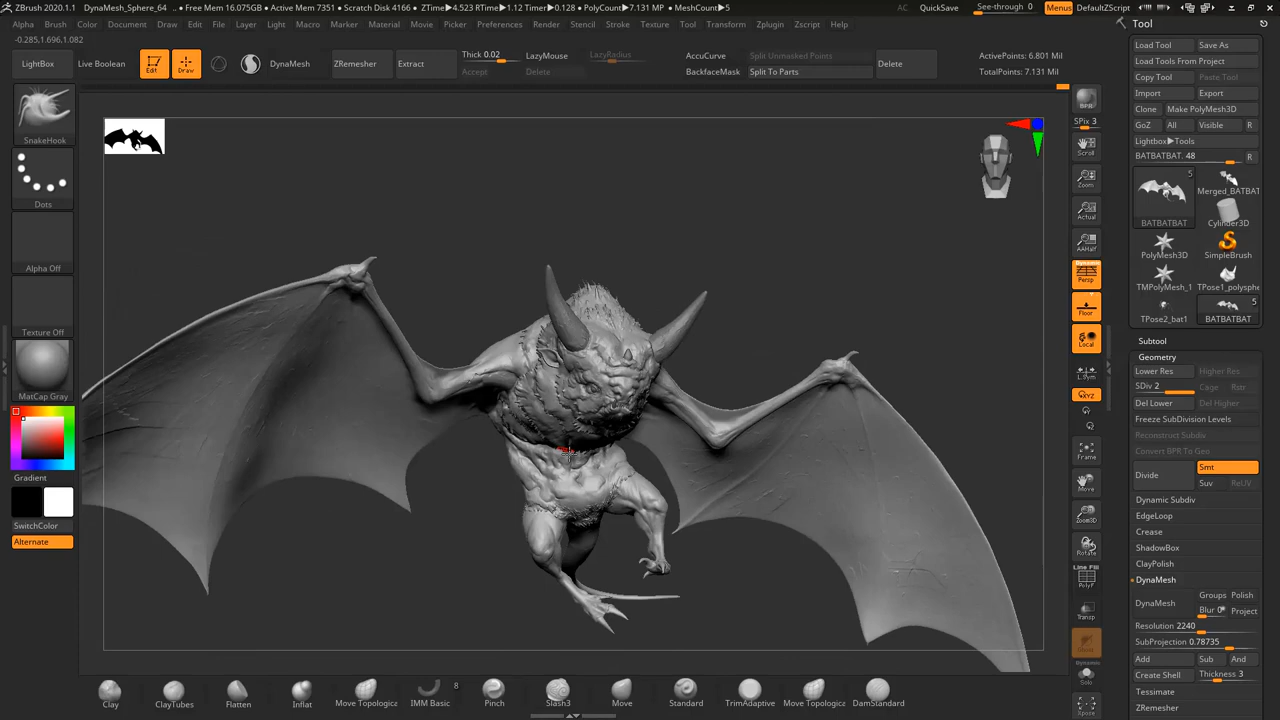 ZBrush 2020.1.1
DynaMesh_Sphere_64
.. • Free Mem 16.075GB • Active Mem 7351 • Scratch Disk 4166 • ZTime▸4.523 RTime▸1.12 Timer▸0.128 • PolyCount▸7.131 MP • MeshCount▸5
AC QuickSave See-through 0 Menus DefaultZScript
Alpha Brush Color Document Draw Edit File Layer Light Macro Marker Material Movie Picker Preferences Render Stencil Stroke Texture Tool Transform Zplugin Zscript Help
-0.285,1.696,1.082
LightBox Live Boolean Edit Draw DynaMesh ZRemesher Extract
Thick 0.02 LazyMouse LazyRadius AccuCurve Split Unmasked Points
Accept Delete BackfaceMask Split To Parts Delete
ActivePoints: 6.801 Mil
TotalPoints: 7.131 Mil
SnakeHook
Dots
Alpha Off
Texture Off
MatCap Gray
Gradient
SwitchColor
Alternate
BPR
SPix 3
Scroll
Zoom
Actual
AAHalf
Dynamic
Persp
Floor
Local
L.Sym
XYZ
Frame
Move
Zoom3D
Rotate
Line Fill
PolyF
Transp
Dynamic
Solo
Xpose
Tool
Load Tool Save As
Load Tools From Project
Copy Tool Paste Tool
Import Export
Clone Make PolyMesh3D
GoZ All Visible R
Lightbox▸Tools
BATBATBAT. 48 R
5
BATBATBAT Merged_BATBAT
Cylinder3D
PolyMesh3D SimpleBrush
TMPolyMesh_1 TPose1_polysphe
5
TPose2_bat1 BATBATBAT
Subtool
Geometry
Lower Res Higher Res
SDiv 2 Cage Rstr
Del Lower Del Higher
Freeze SubDivision Levels
Reconstruct Subdiv
Convert BPR To Geo
Divide Smt
Suv ReUV
Dynamic Subdiv
EdgeLoop
Crease
ShadowBox
ClayPolish
DynaMesh
DynaMesh Groups Polish
Blur 0 Project
Resolution 2240
SubProjection 0.78735
Add Sub And
Create Shell Thickness 3
Tessimate
ZRemesher
8
Clay ClayTubes Flatten Inflat Move Topologic IMM Basic Pinch Slash3 Move Standard TrimAdaptive Move Topologic DamStandard